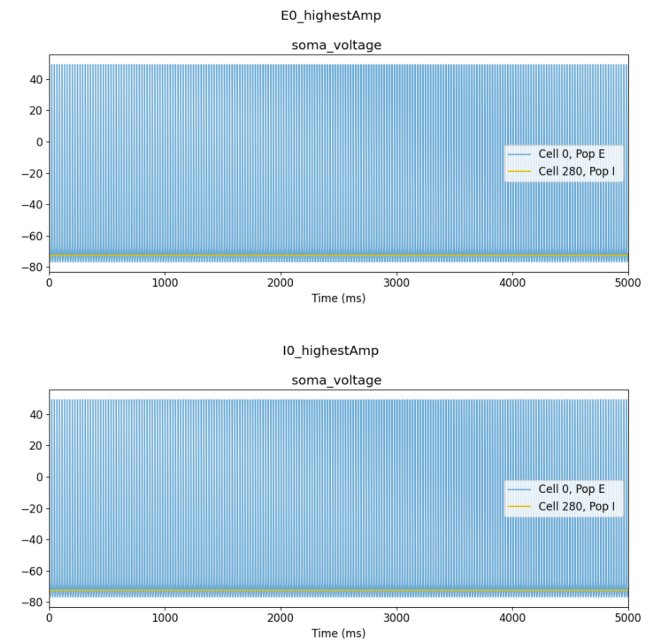 E0_highestAmp
soma_voltage
40
20
0
−20
−40
−60
−80
Cell 0, Pop E
Cell 280, Pop I
0 1000 2000 3000 4000 5000
Time (ms)
I0_highestAmp
soma_voltage
40
20
0
−20
−40
−60
−80
Cell 0, Pop E
Cell 280, Pop I
0 1000 2000 3000 4000 5000
Time (ms)